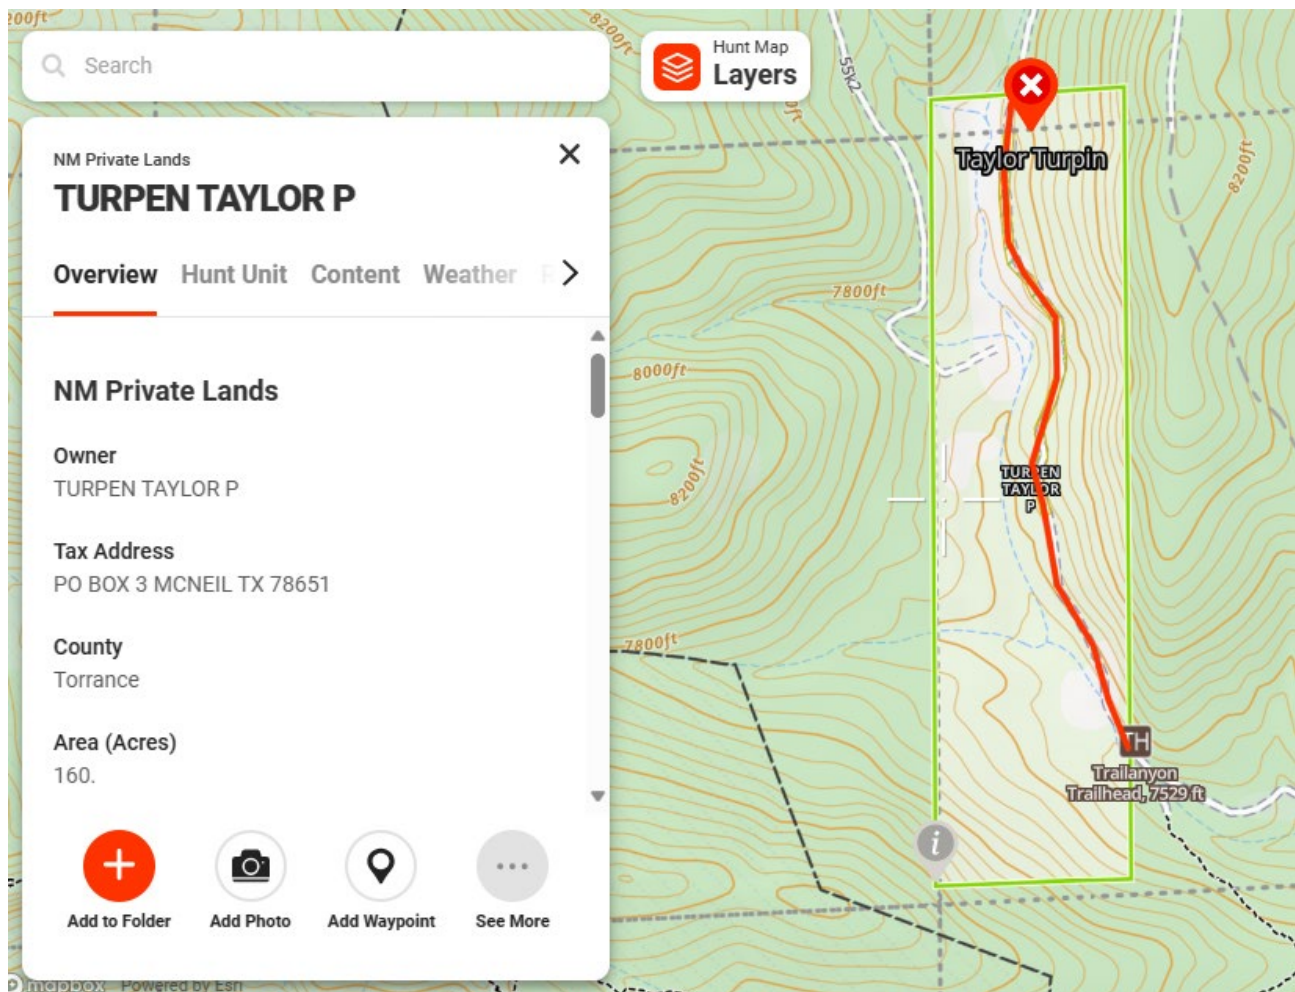 200ft
Search
NM Private Lands
TURPEN TAYLOR P
Overview Hunt Unit Content Weather
NM Private Lands
Owner
TURPEN TAYLOR P
Tax Address
PO BOX 3 MCNEIL TX 78651
County
Torrance
Area (Acres)
160.
Add to Folder
Add Photo
Add Waypoint
See More
mapbox Powered by Esri
8200ft
Hunt Map
Layers
55k2
Taylor Turpin
8200ft
7800ft
8000ft
8200ft
TURPEN
TAYLOR
P
7800ft
TH
Trallanyon
Trailhead, 7529 ft
i